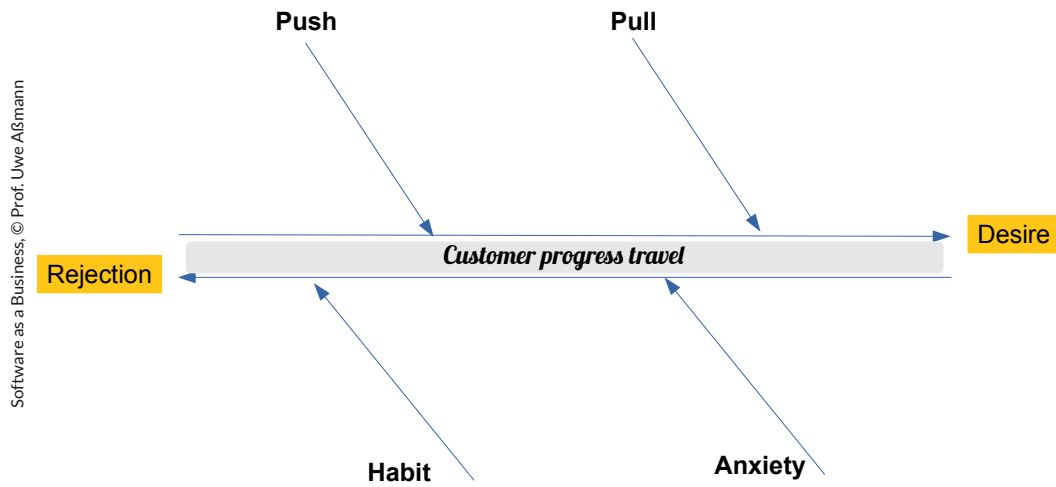 Push
Pull
Software as a Business, © Prof. Uwe Aßmann
Desire
Customer progress travel
Rejection
Habit
Anxiety